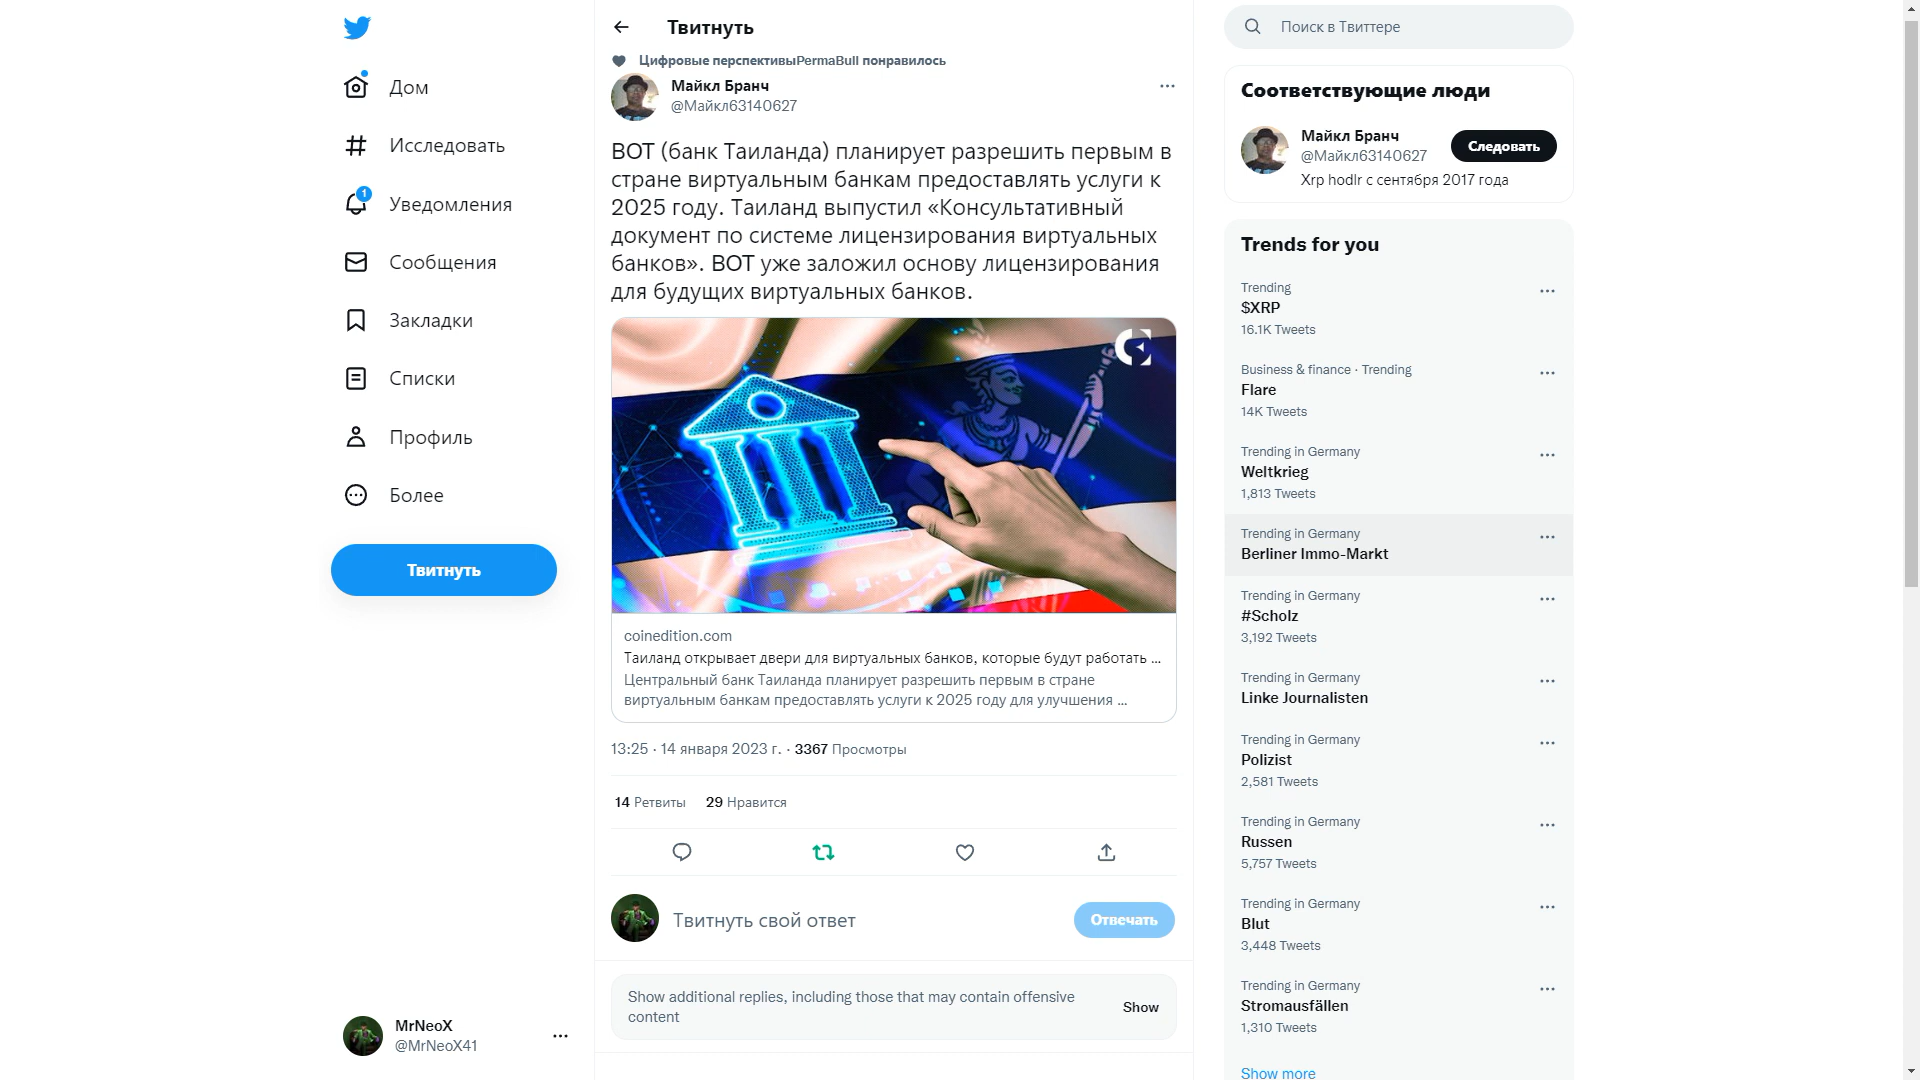 Дом
Исследовать
1
Уведомления
Сообщения
Закладки
Списки
Профиль
Более
Твитнуть
MrNeoX
@MrNeoX41
Твитнуть
Цифровые перспективыPermaBull понравилось
Майкл Бранч
@Майкл63140627
BOT (банк Таиланда) планирует разрешить первым в
стране виртуальным банкам предоставлять услуги к
2025 году. Таиланд выпустил «Консультативный
документ по системе лицензирования виртуальных
банков». BOT уже заложил основу лицензирования
для будущих виртуальных банков.
coinedition.com
Таиланд открывает двери для виртуальных банков, которые будут работать ...
Центральный банк Таиланда планирует разрешить первым в стране
виртуальным банкам предоставлять услуги к 2025 году для улучшения ...
13:25 · 14 января 2023 г. · 3367 Просмотры
14 Ретвиты 29 Нравится
Твитнуть свой ответ
Отвечать
Show additional replies, including those that may contain offensive
content
Show
Поиск в Твиттере
Соответствующие люди
Майкл Бранч
@Майкл63140627
Следовать
Xrp hodlr с сентября 2017 года
Trends for you
Trending
$XRP
16.1K Tweets
Business & finance · Trending
Flare
14K Tweets
Trending in Germany
Weltkrieg
1,813 Tweets
Trending in Germany
Berliner Immo-Markt
Trending in Germany
#Scholz
3,192 Tweets
Trending in Germany
Linke Journalisten
Trending in Germany
Polizist
2,581 Tweets
Trending in Germany
Russen
5,757 Tweets
Trending in Germany
Blut
3,448 Tweets
Trending in Germany
Stromausfällen
1,310 Tweets
Show more